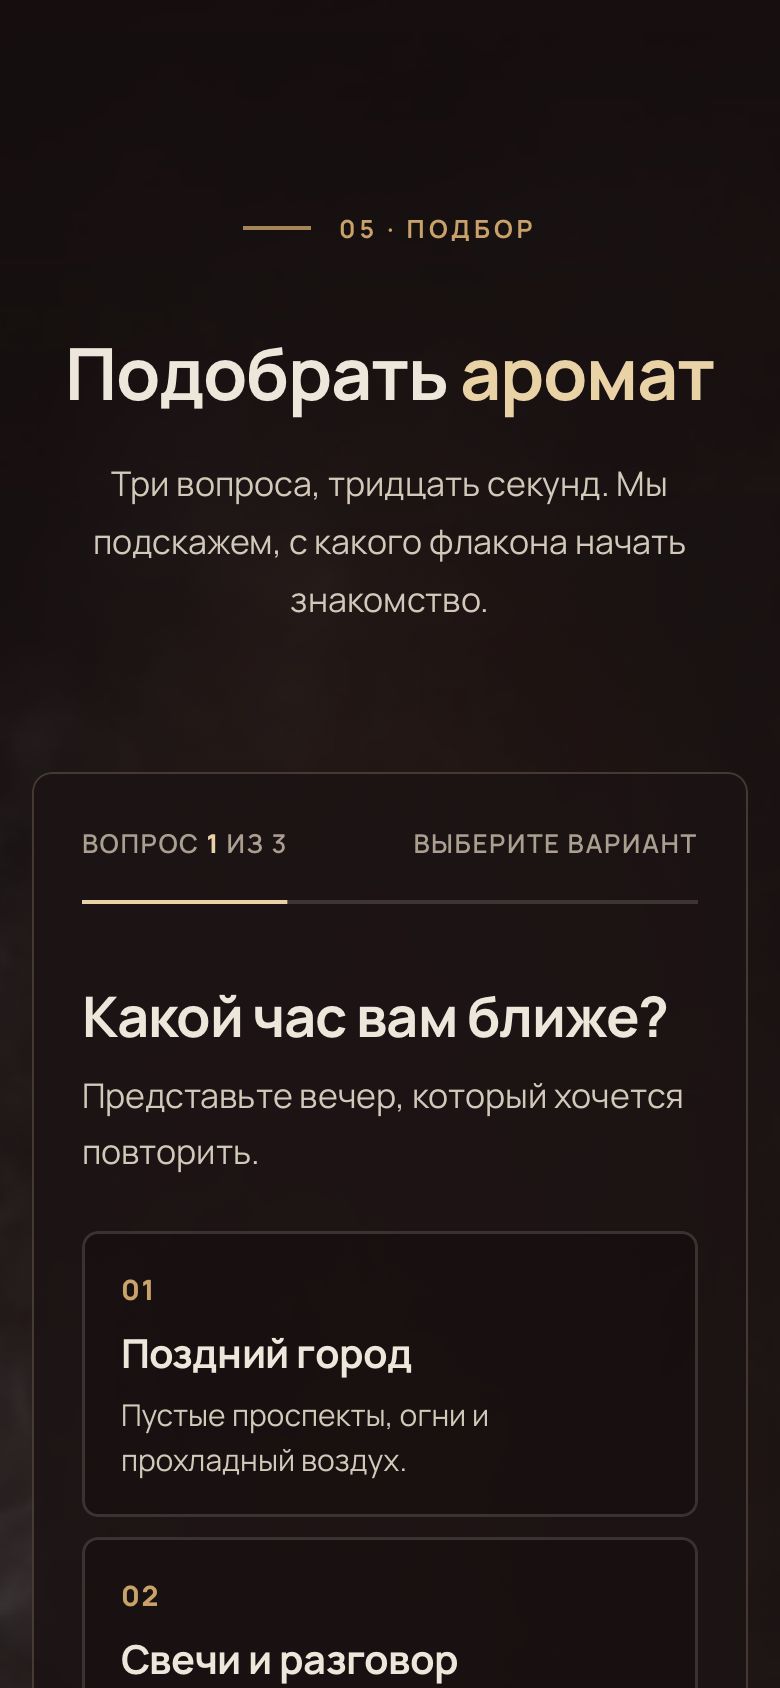 05 · ПОДБОР
Подобрать аромат
Три вопроса, тридцать секунд. Мы
подскажем, с какого флакона начать
знакомство.
ВОПРОС 1 ИЗ 3
ВЫБЕРИТЕ ВАРИАНТ
Какой час вам ближе?
Представьте вечер, который хочется
повторить.
01
Поздний город
Пустые проспекты, огни и
прохладный воздух.
02
Свечи и разговор